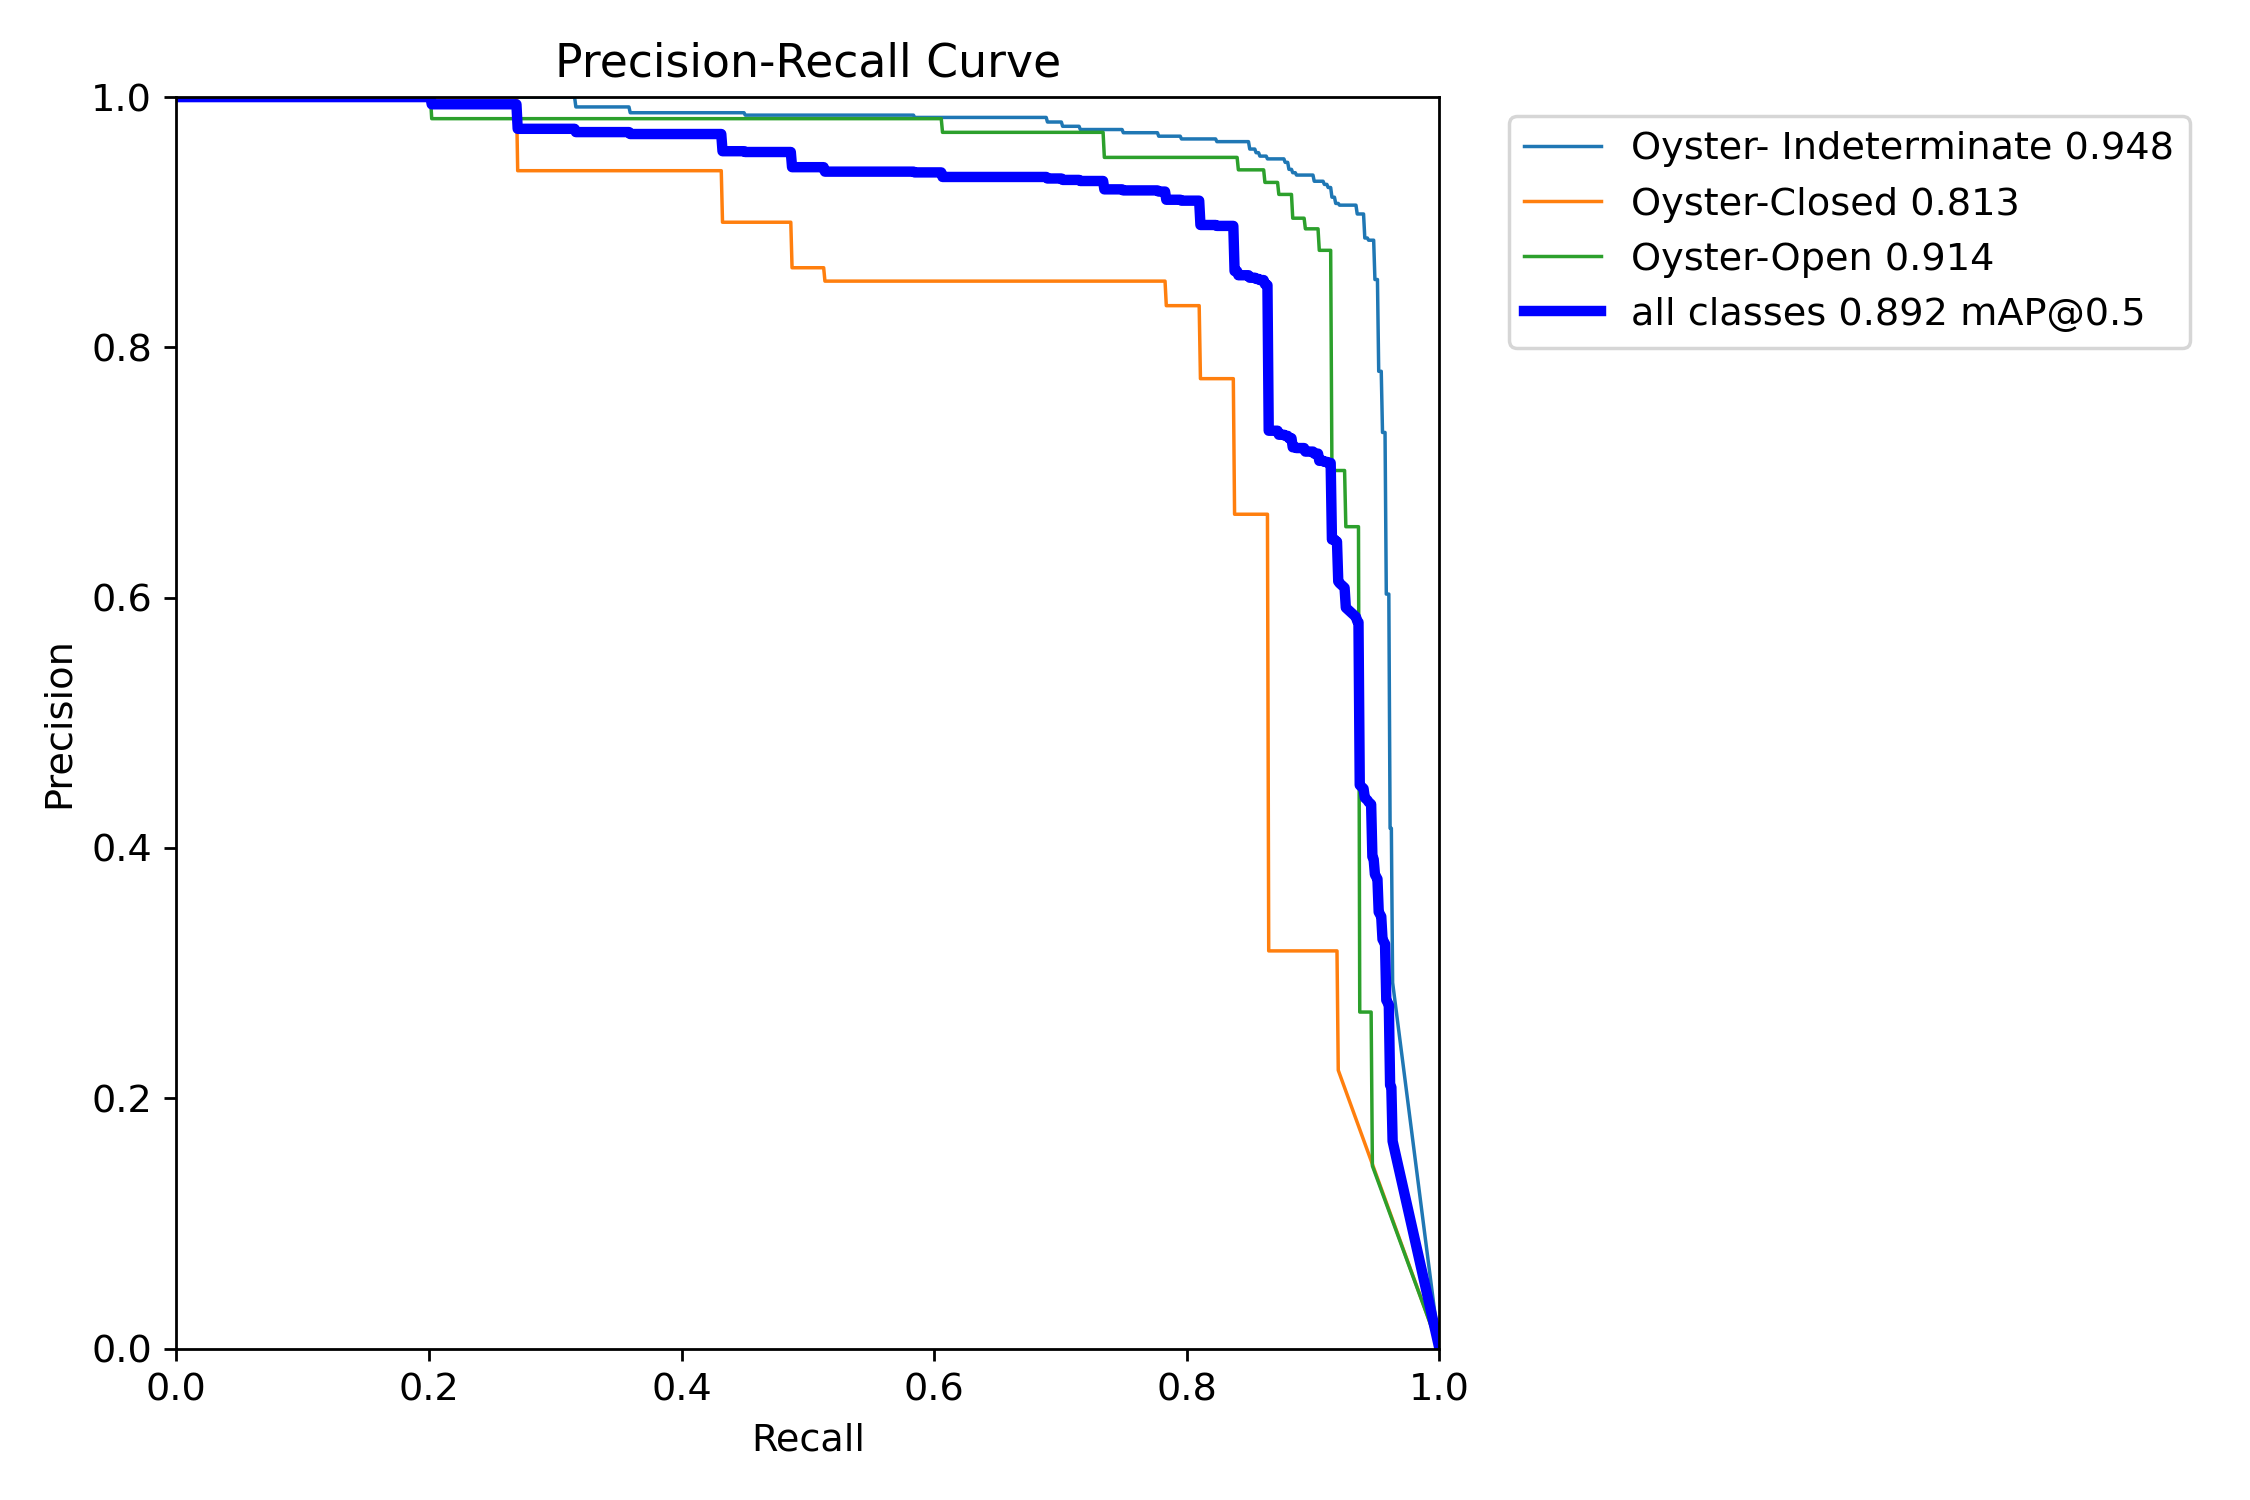 Precision-Recall Curve
1.0
0.8
0.6
0.4
0.2
0.0
Precision
0.0 0.2 0.4 0.6 0.8 1.0
Recall
Oyster- Indeterminate 0.948
Oyster-Closed 0.813
Oyster-Open 0.914
all classes 0.892 mAP@0.5